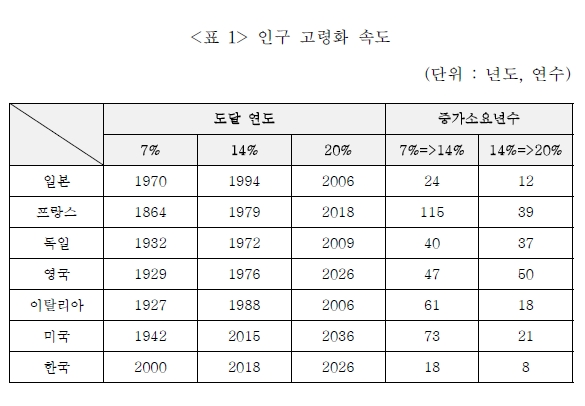 <표 1> 인구 고령화 속도
(단위 : 년도, 연수)
도달 연도 증가소요년수
7% 14% 20% 7%=>14% 14%=>20%
일본 1970 1994 2006 24 12
프랑스 1864 1979 2018 115 39
독일 1932 1972 2009 40 37
영국 1929 1976 2026 47 50
이탈리아 1927 1988 2006 61 18
미국 1942 2015 2036 73 21
한국 2000 2018 2026 18 8